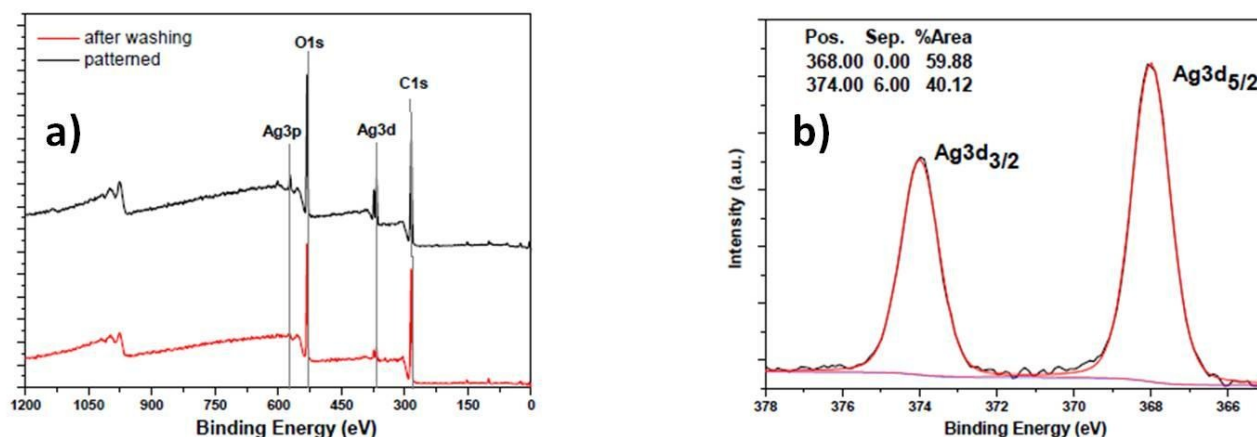 after washing
patterned
a)
O1s
C1s
Ag3p
Ag3d
1200 1050 900 750 600 450 300 150 0
Binding Energy (eV)
Pos. Sep. %Area
368.00 0.00 59.88
374.00 6.00 40.12
b)
Ag3d5/2
Ag3d3/2
Intensity (a.u.)
378 376 374 372 370 368 366
Binding Energy (eV)